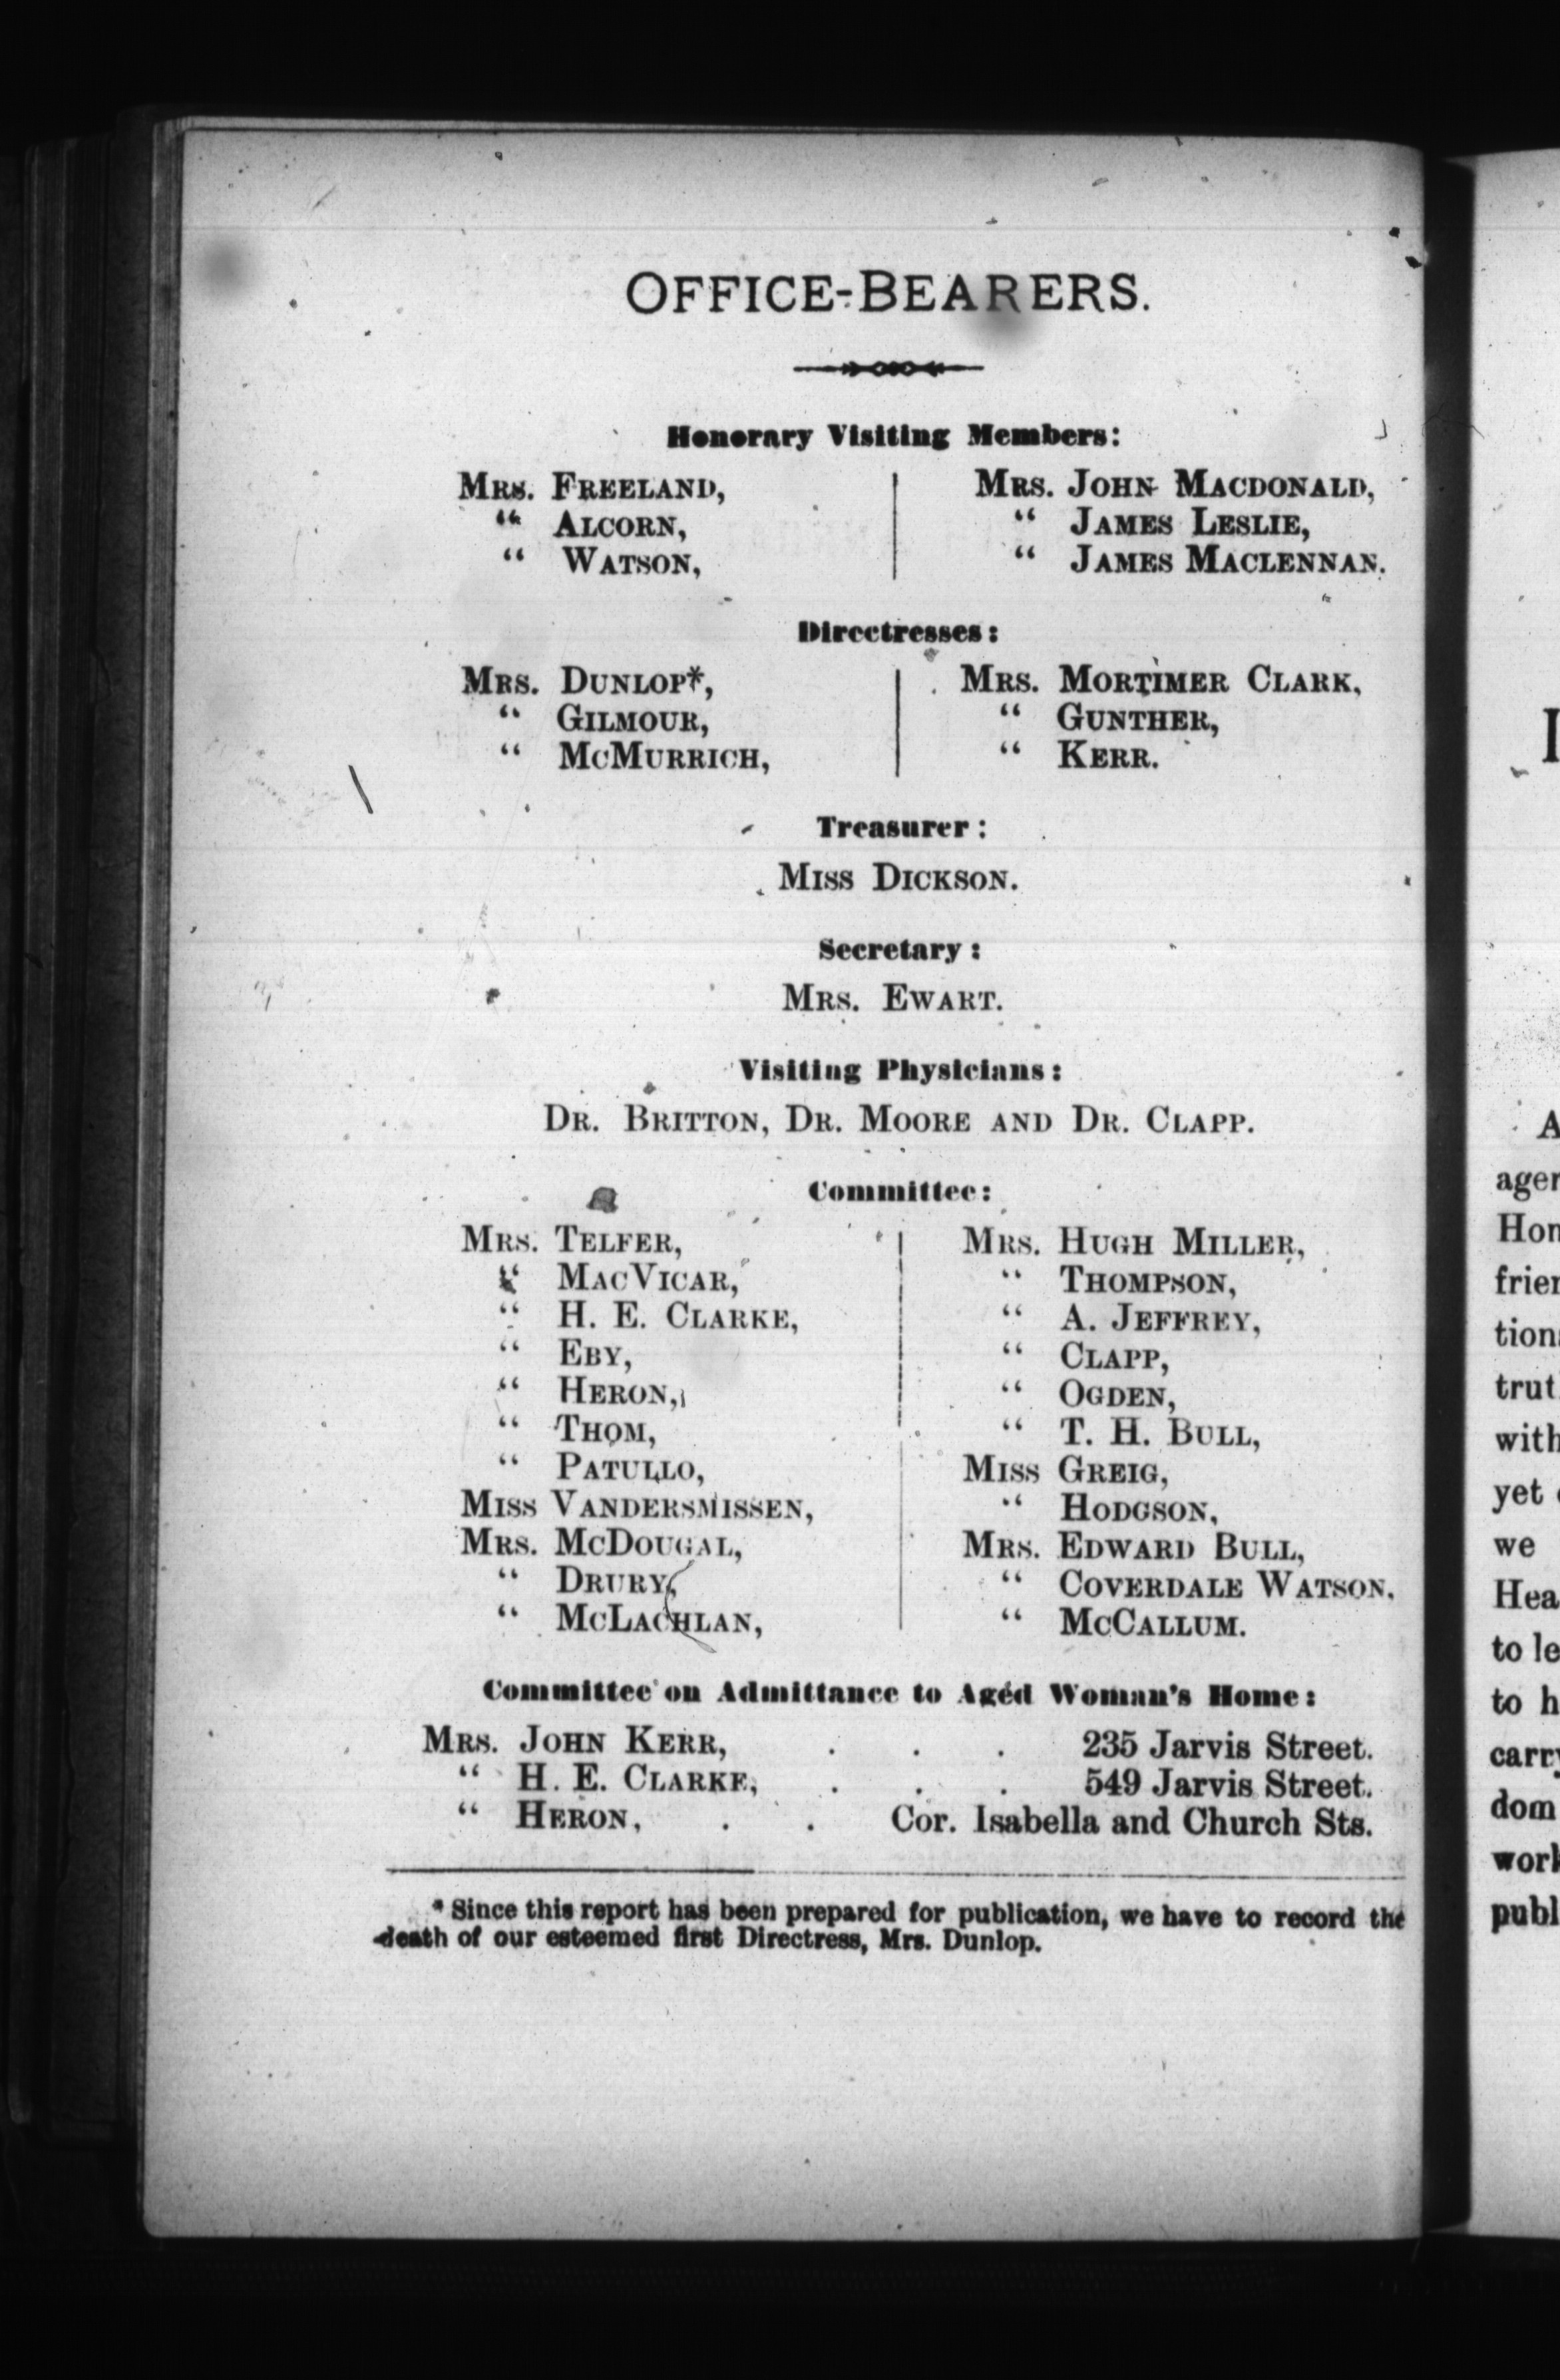 OFFICE-BEARERS.
Honorary Visiting Members:
MRS. FREELAND,
" ALCORN,
" WATSON,
MRS. JOHN MACDONALD,
" JAMES LESLIE,
" JAMES MACLENNAN.
Directresses:
MRS. DUNLOP*,
" GILMOUR,
" MCMURRICH,
MRS. MORTIMER CLARK,
" GUNTHER,
" KERR.
Treasurer:
MISS DICKSON.
Secretary:
MRS. EWART.
Visiting Physicians:
DR. BRITTON, DR. MOORE AND DR. CLAPP.
Committee:
MRS. TELFER,
" MACVICAR,
" H. E. CLARKE,
" EBY,
" HERON,
" THOM,
" PATULLO,
MISS VANDERSMISSEN,
MRS. MCDOUGAL,
" DRURY,
" MCLACHLAN,
MRS. HUGH MILLER,
" THOMPSON,
" A. JEFFREY,
" CLAPP,
" OGDEN,
" T. H. BULL,
MISS GREIG,
" HODGSON,
MRS. EDWARD BULL,
" COVERDALE WATSON,
" MCCALLUM.
Committee on Admittance to Aged Woman's Home:
MRS. JOHN KERR, . . . 235 Jarvis Street.
" H. E. CLARKE, . . . 549 Jarvis Street.
" HERON, . . Cor. Isabella and Church Sts.
* Since this report has been prepared for publication, we have to record the
death of our esteemed first Directress, Mrs. Dunlop.